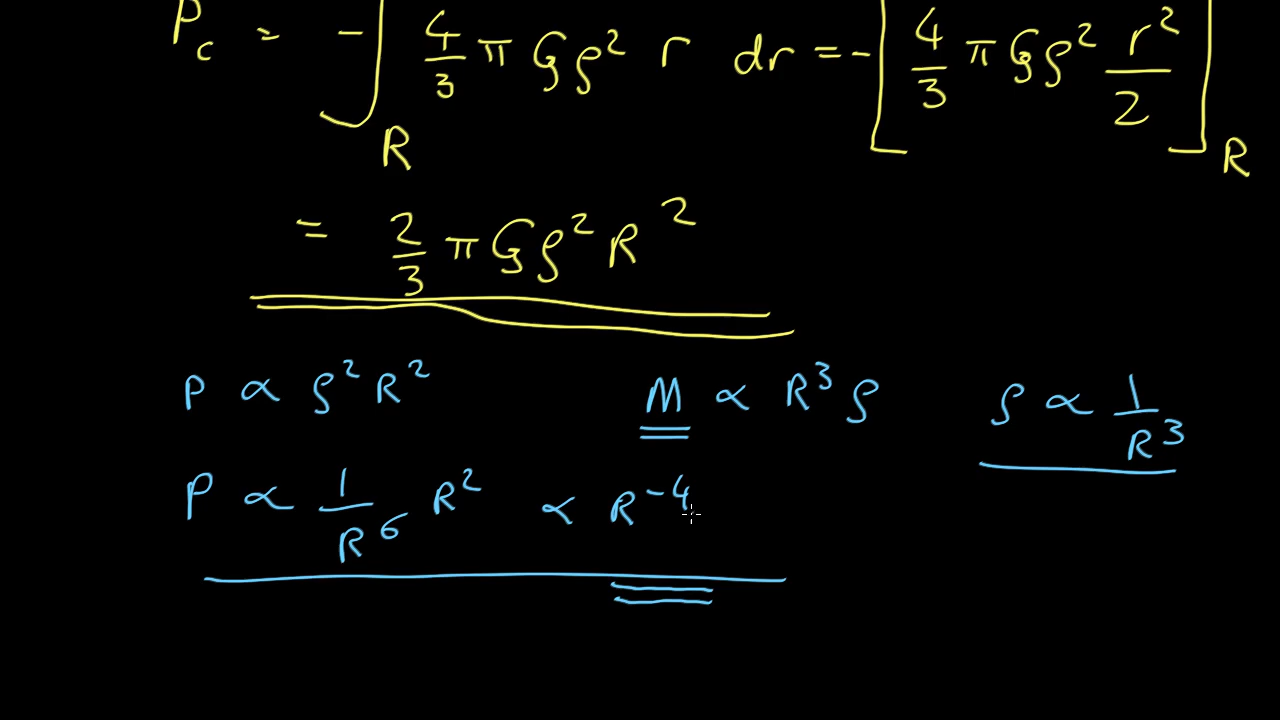 P_c = -∫_R 4/3 π G ρ² r dr = -[4/3 π G ρ² r²/2]_R
= 2/3 π G ρ² R²
P ∝ ρ² R² M ∝ R³ ρ ρ ∝ 1/R³
P ∝ 1/R⁶ R² ∝ R⁻⁴